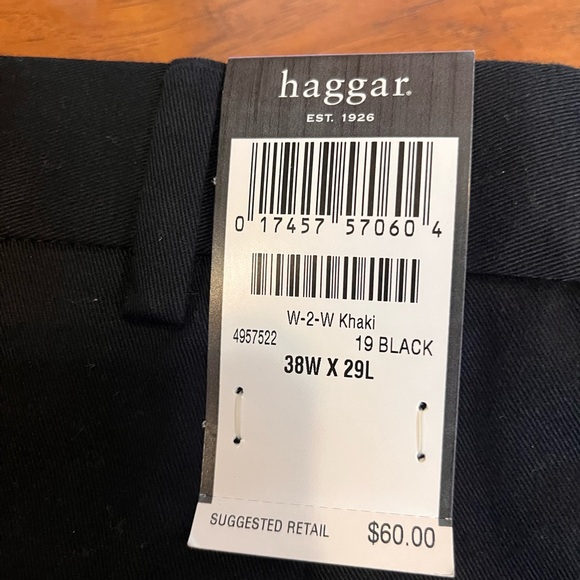 haggar.
EST. 1926
0 17457 57060 4
W-2-W Khaki
4957522 19 BLACK
38W X 29L
SUGGESTED RETAIL $60.00